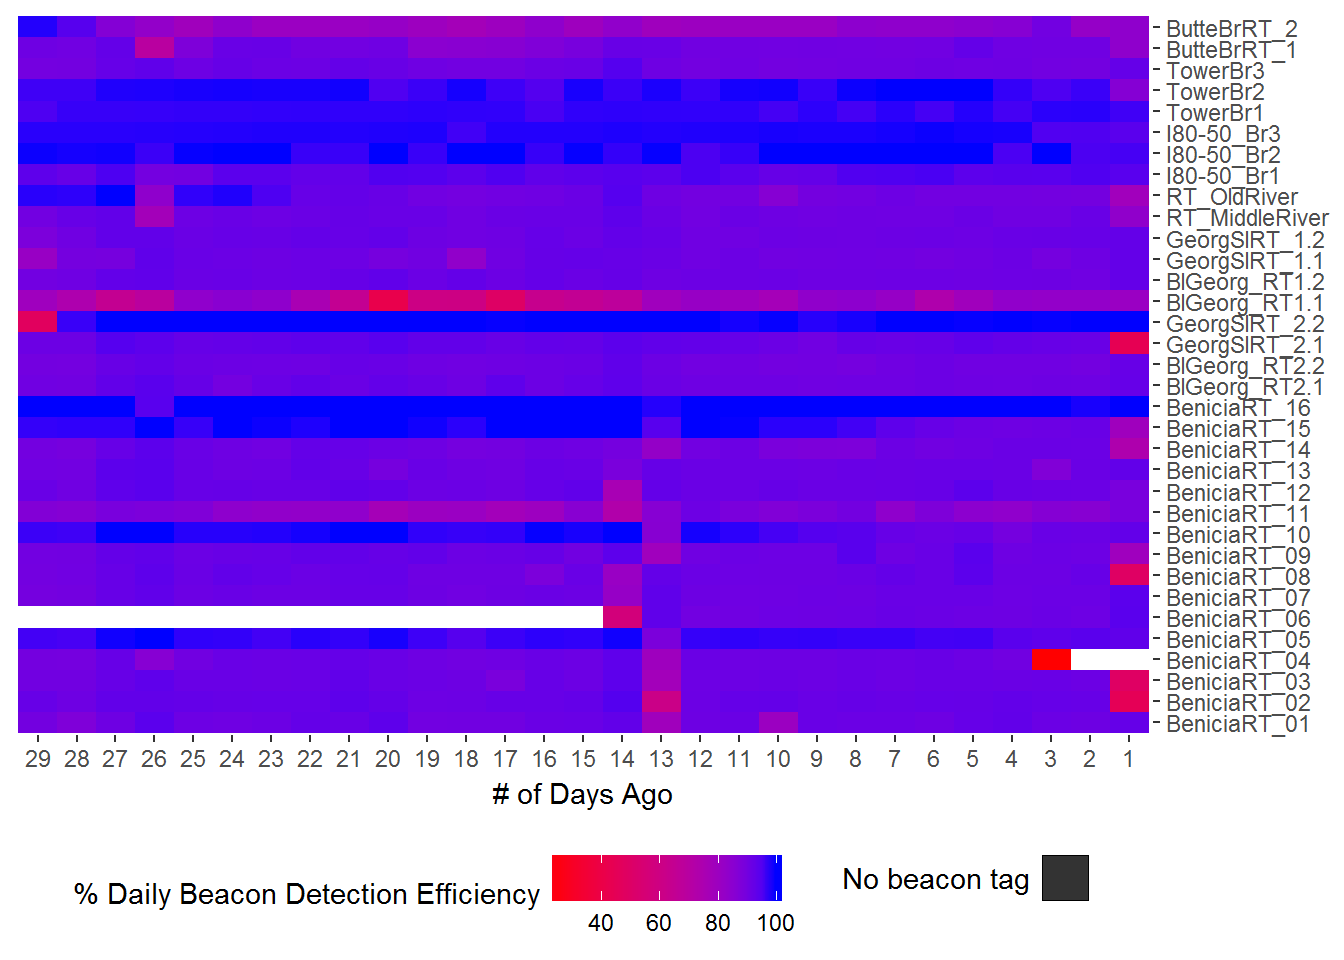 ButteBrRT_2
ButteBrRT_1
TowerBr3
TowerBr2
TowerBr1
I80-50_Br3
I80-50_Br2
I80-50_Br1
RT_OldRiver
RT_MiddleRiver
GeorgSlRT_1.2
GeorgSlRT_1.1
BlGeorg_RT1.2
BlGeorg_RT1.1
GeorgSlRT_2.2
GeorgSlRT_2.1
BlGeorg_RT2.2
BlGeorg_RT2.1
BeniciaRT_16
BeniciaRT_15
BeniciaRT_14
BeniciaRT_13
BeniciaRT_12
BeniciaRT_11
BeniciaRT_10
BeniciaRT_09
BeniciaRT_08
BeniciaRT_07
BeniciaRT_06
BeniciaRT_05
BeniciaRT_04
BeniciaRT_03
BeniciaRT_02
BeniciaRT_01
29 28 27 26 25 24 23 22 21 20 19 18 17 16 15 14 13 12 11 10 9 8 7 6 5 4 3 2 1
# of Days Ago
% Daily Beacon Detection Efficiency
40 60 80 100
No beacon tag